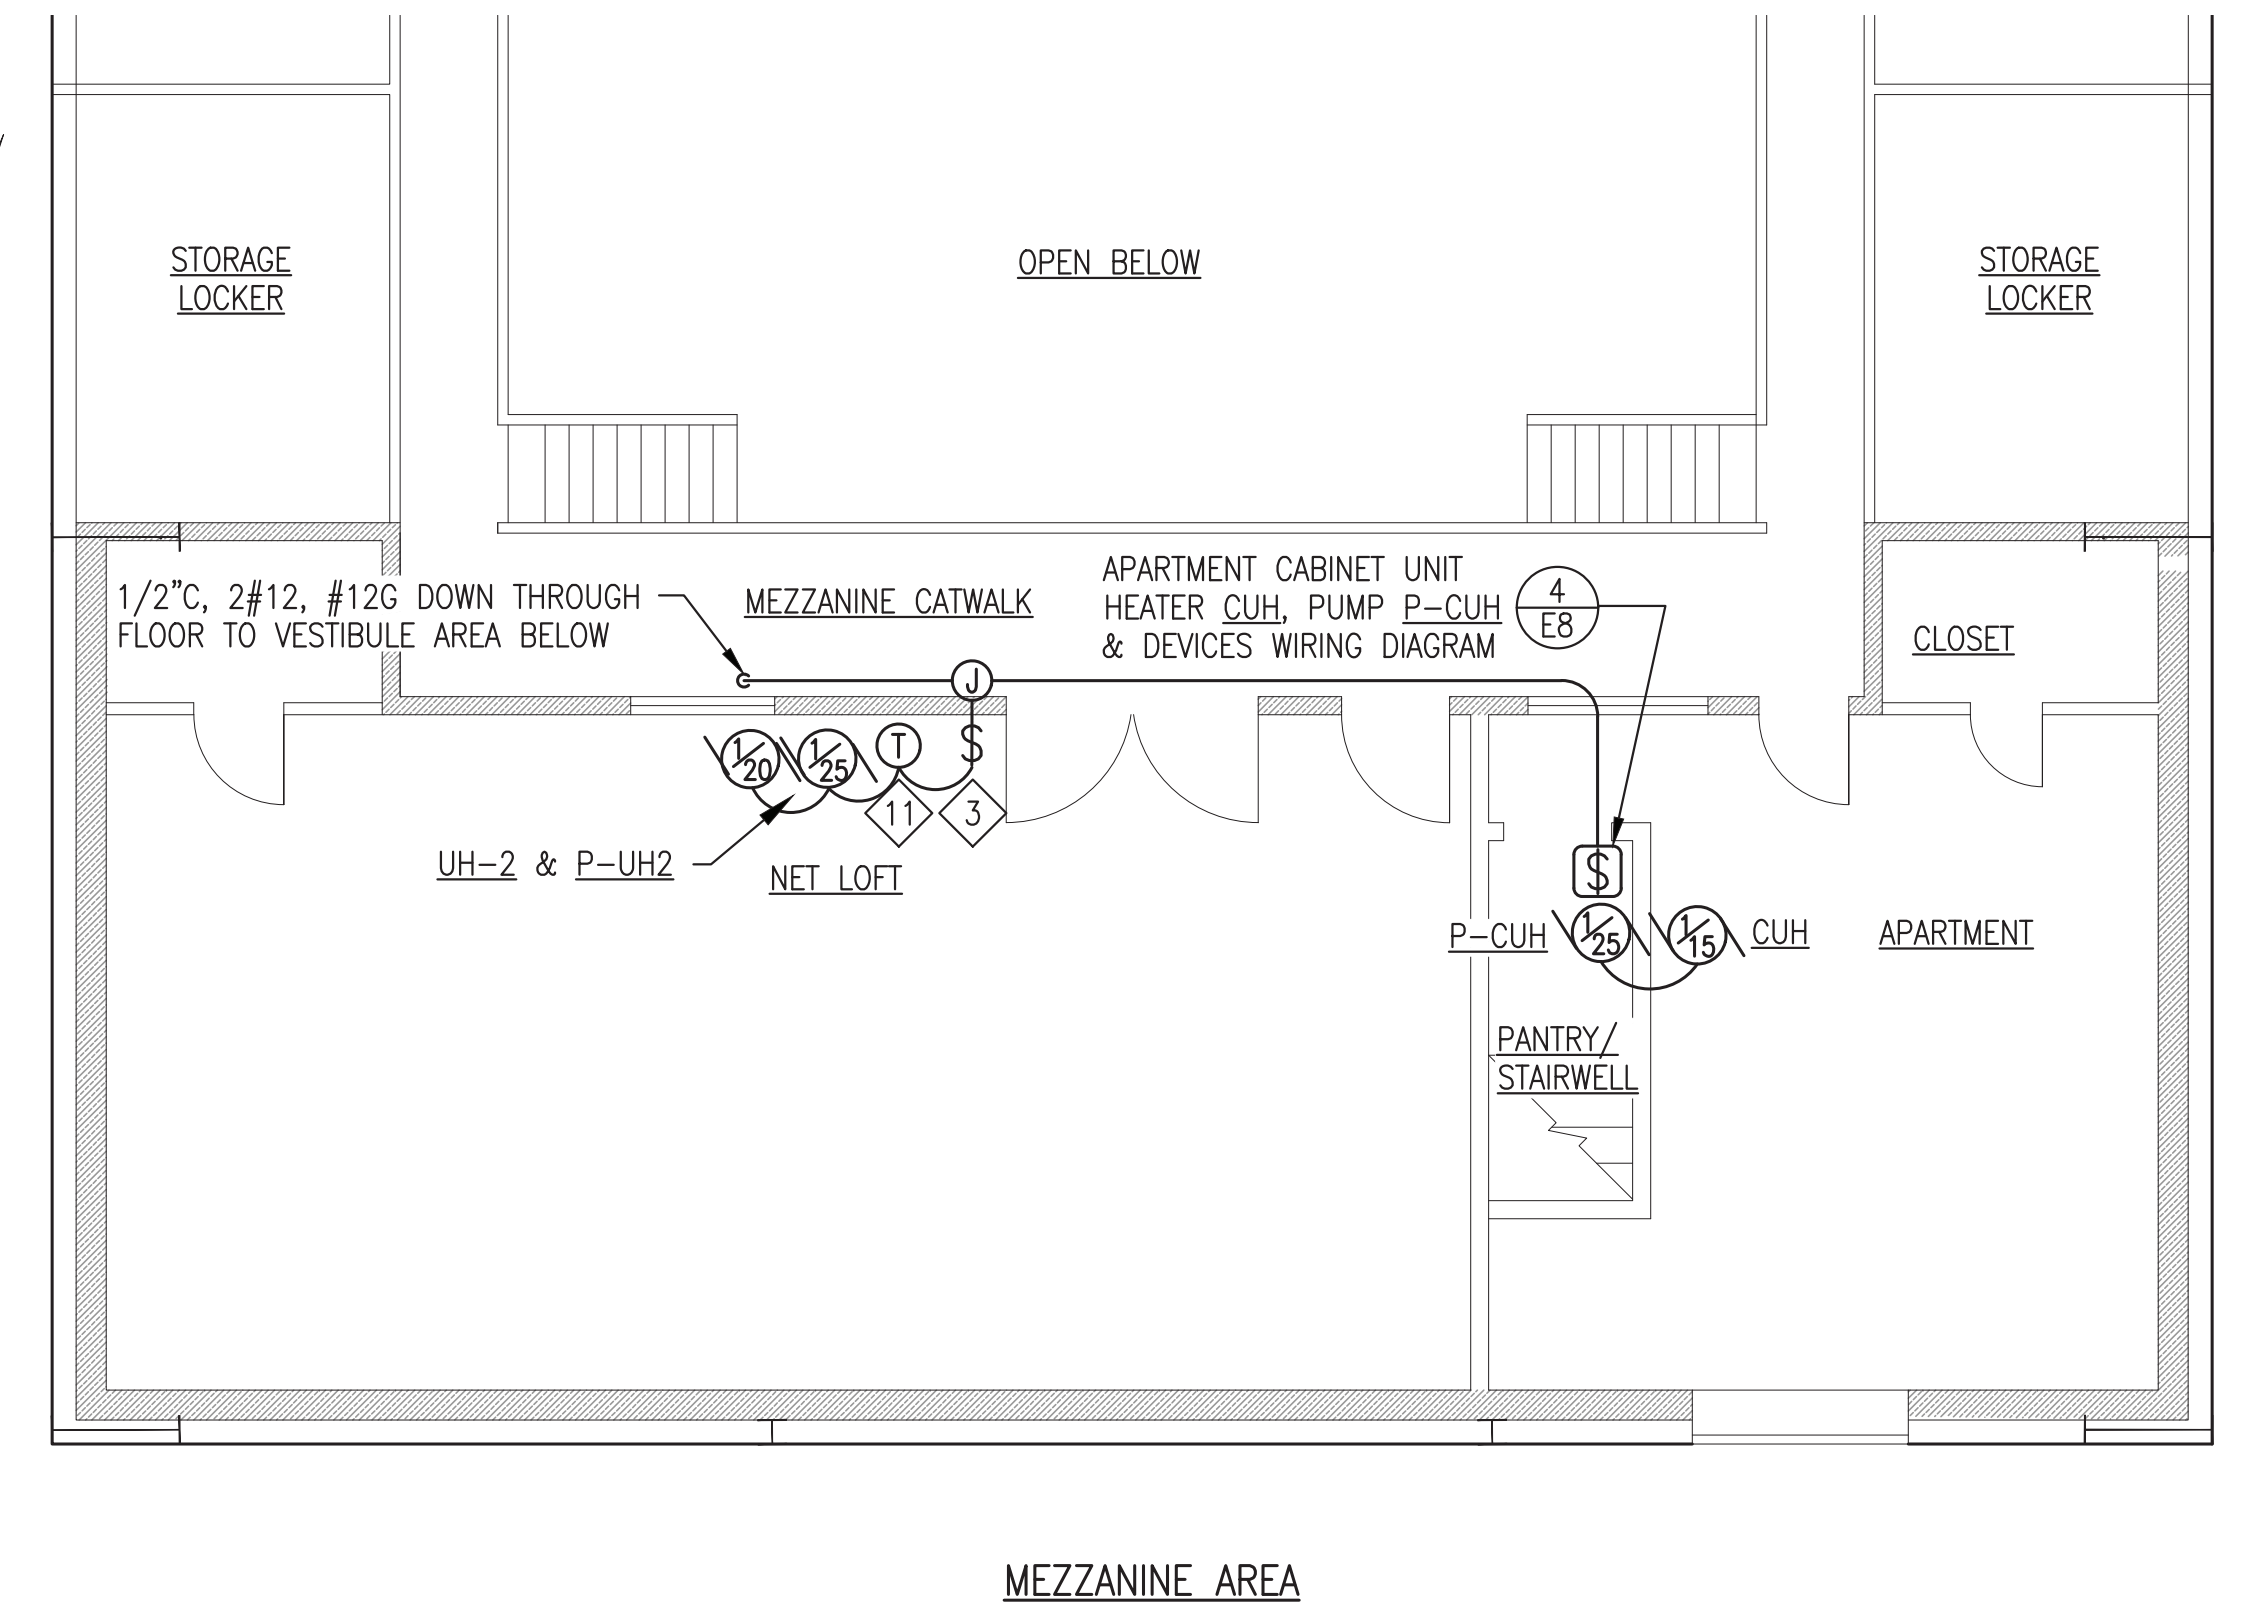 STORAGE
LOCKER
OPEN BELOW
STORAGE
LOCKER
1/2"C, 2#12, #12G DOWN THROUGH
FLOOR TO VESTIBULE AREA BELOW
MEZZANINE CATWALK
APARTMENT CABINET UNIT
HEATER CUH, PUMP P-CUH
& DEVICES WIRING DIAGRAM
4
E8
CLOSET
J
1/20
1/25
T
$
11
3
UH-2 & P-UH2
NET LOFT
$
P-CUH
1/25
1/15
CUH
APARTMENT
PANTRY/
STAIRWELL
MEZZANINE AREA